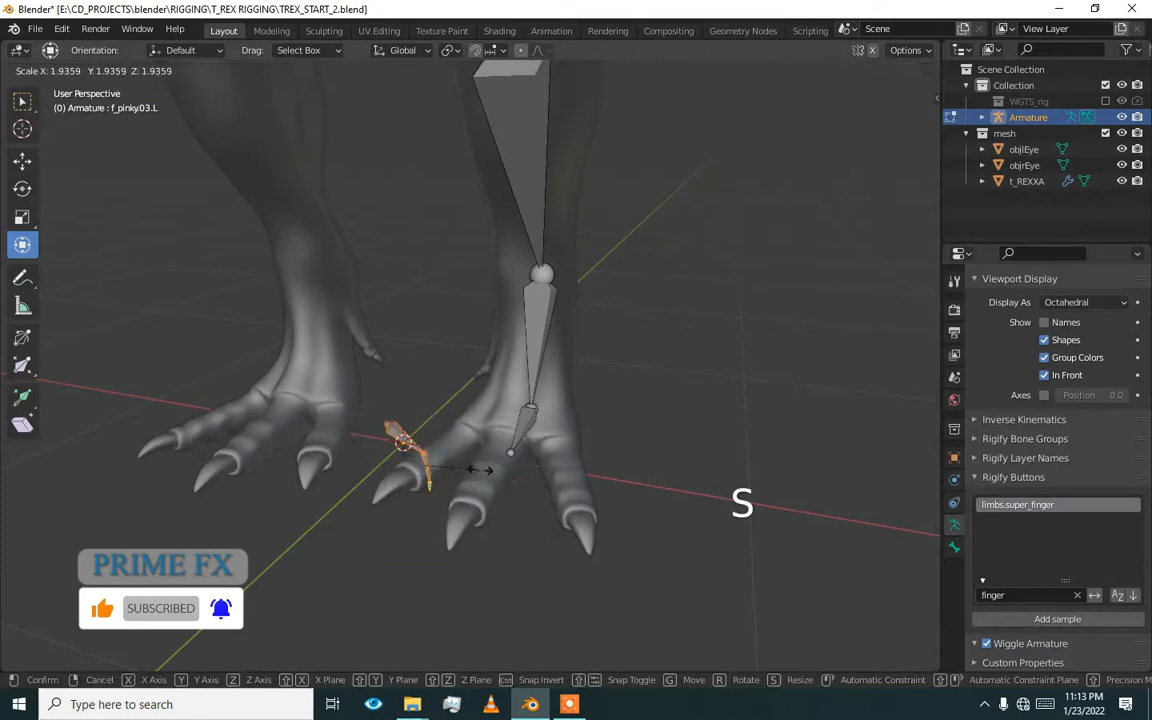 Blender* [E:\CD_PROJECTS\blender\RIGGING\T_REX RIGGING\TREX_START_2.blend]
File Edit Render Window Help Layout Modeling Sculpting UV Editing Texture Paint Shading Animation Rendering Compositing Geometry Nodes Scene View Layer
Orientation: Default Drag: Select Box Global X Options
Scale X: 1.9359 Y: 1.9359 Z: 1.9359
User Perspective
(0) Armature : f_pinky.03.L
Scene Collection
Collection
WGTS_rig
Armature
mesh
objlEye
objrEye
t_REXXA
Viewport Display
Display As Octahedral
Show Names
Shapes
Group Colors
In Front
Axes Position 0.0
Inverse Kinematics
Rigify Bone Groups
Rigify Layer Names
Rigify Buttons
limbs.super_finger
finger
Add sample
Wiggle Armature
Custom Properties
S
PRIME FX
SUBSCRIBED
Confirm Cancel X X Axis Y Y Axis Z Z Axis X X Plane Y Y Plane Z Z Plane Ctrl Snap Invert Snap Toggle G Move R Rotate S Resize Automatic Constraint Automatic Constraint Plane Precision M
Type here to search
11:13 PM
1/23/2022